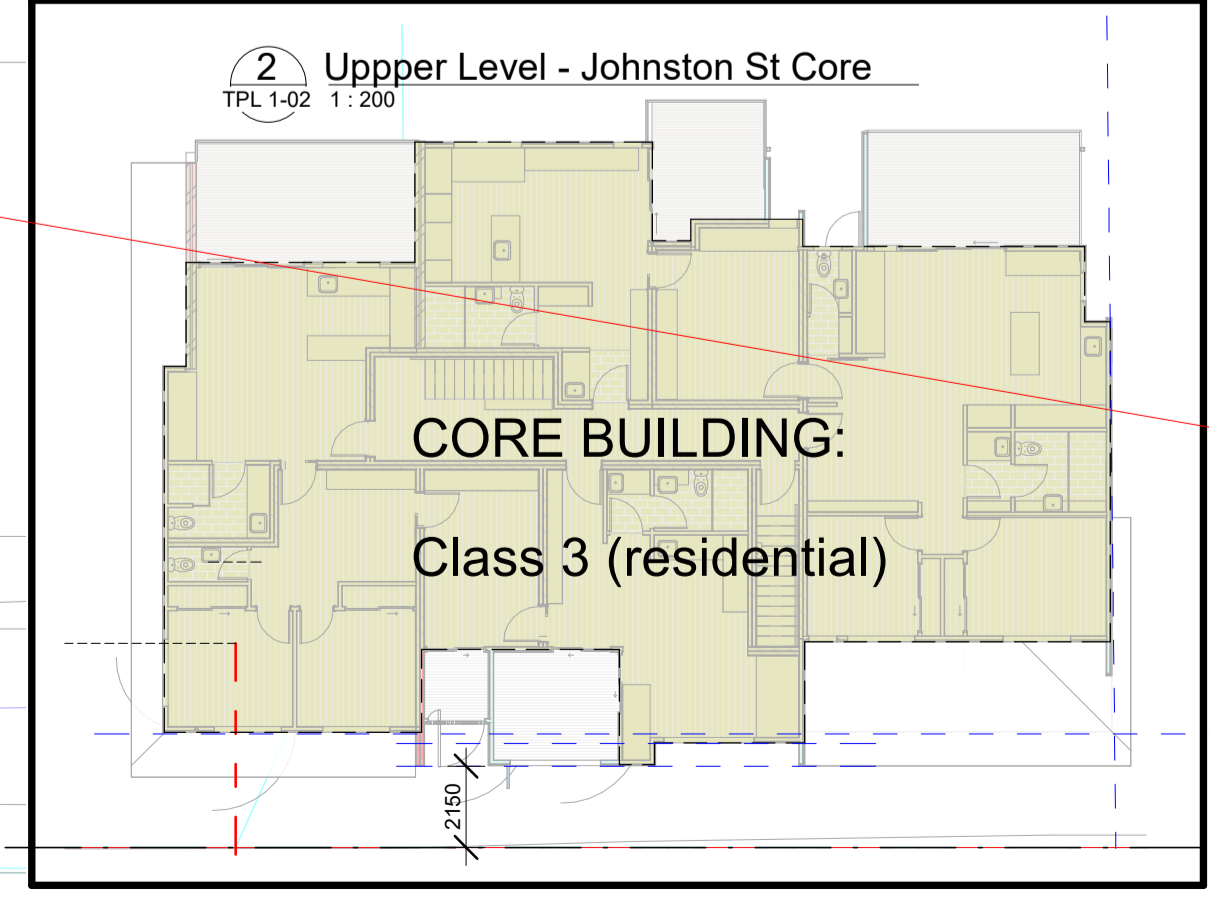 2 Uppper Level - Johnston St Core
TPL 1-02 1 : 200
CORE BUILDING:
Class 3 (residential)
2150